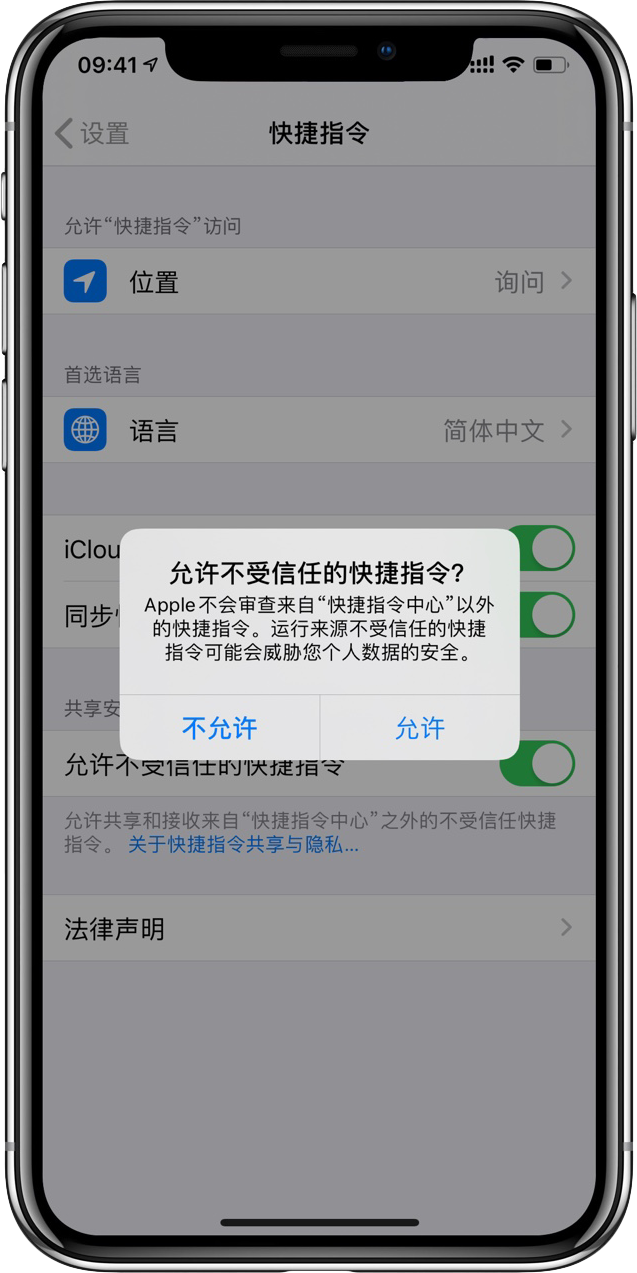 09:41
设置
快捷指令
允许“快捷指令”访问
位置
询问
首选语言
语言
简体中文
iClou
同步
允许不受信任的快捷指令?
Apple 不会审查来自“快捷指令中心”以外
的快捷指令。运行来源不受信任的快捷
指令可能会威胁您个人数据的安全。
不允许
允许
共享安
允许不受信任的快捷指令
允许共享和接收来自“快捷指令中心”之外的不受信任快捷
指令。 关于快捷指令共享与隐私...
法律声明